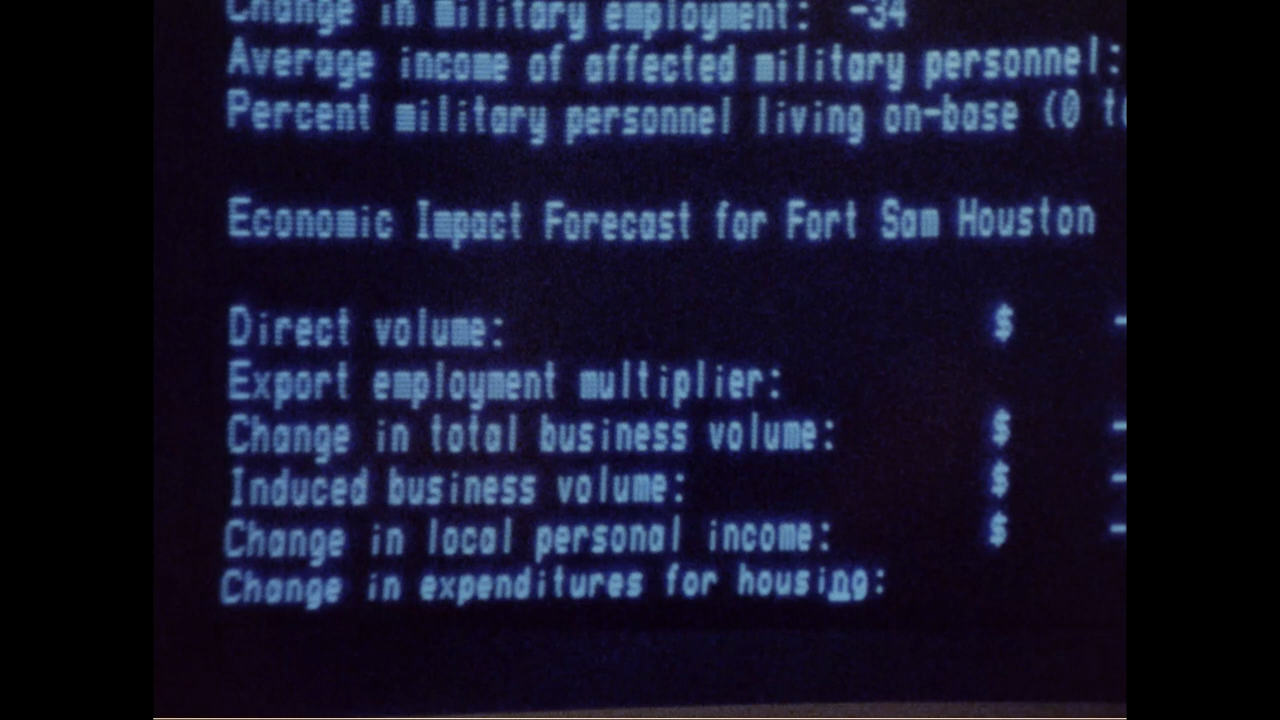 Change in military employment: -34
Average income of affected military personnel:
Percent military personnel living on-base (0 to
Economic Impact Forecast for Fort Sam Houston
Direct volume: $ -
Export employment multiplier:
Change in total business volume: $ -
Induced business volume: $ -
Change in local personal income: $ -
Change in expenditures for housing: